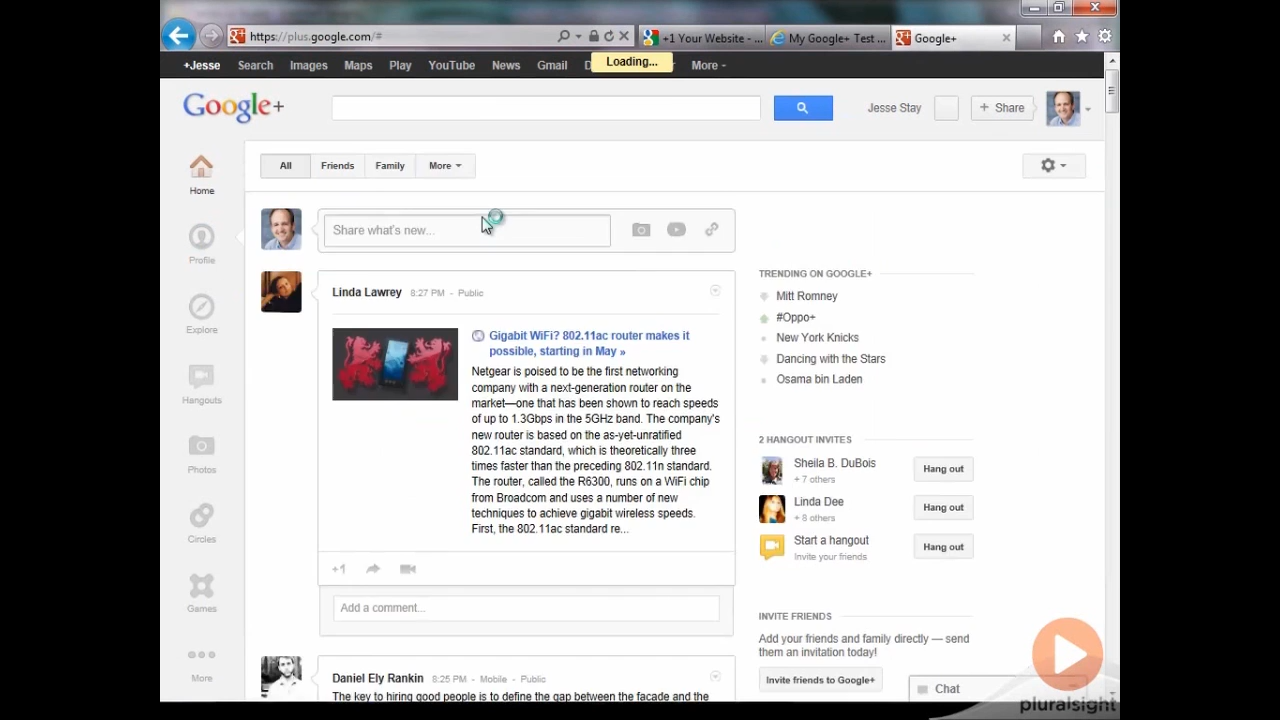 https://plus.google.com/#
+1 Your Website - ...
My Google+ Test ...
Google+
+Jesse Search Images Maps Play YouTube News Gmail
Loading...
More
Google+
Jesse Stay
+ Share
All Friends Family More
Home
Profile
Explore
Hangouts
Photos
Circles
Games
More
Share what's new...
Linda Lawrey 8:27 PM - Public
Gigabit WiFi? 802.11ac router makes it
possible, starting in May »
Netgear is poised to be the first networking
company with a next-generation router on the
market—one that has been shown to reach speeds
of up to 1.3Gbps in the 5GHz band. The company's
new router is based on the as-yet-unratified
802.11ac standard, which is theoretically three
times faster than the preceding 802.11n standard.
The router, called the R6300, runs on a WiFi chip
from Broadcom and uses a number of new
techniques to achieve gigabit wireless speeds.
First, the 802.11ac standard re...
+1
Add a comment...
Daniel Ely Rankin 8:25 PM - Mobile - Public
The key to hiring good people is to define the gap between the facade and the
TRENDING ON GOOGLE+
Mitt Romney
#Oppo+
New York Knicks
Dancing with the Stars
Osama bin Laden
2 HANGOUT INVITES
Sheila B. DuBois
+ 7 others
Hang out
Linda Dee
+ 8 others
Hang out
Start a hangout
Invite your friends
Hang out
INVITE FRIENDS
Add your friends and family directly — send
them an invitation today!
Invite friends to Google+
Chat
pluralsight